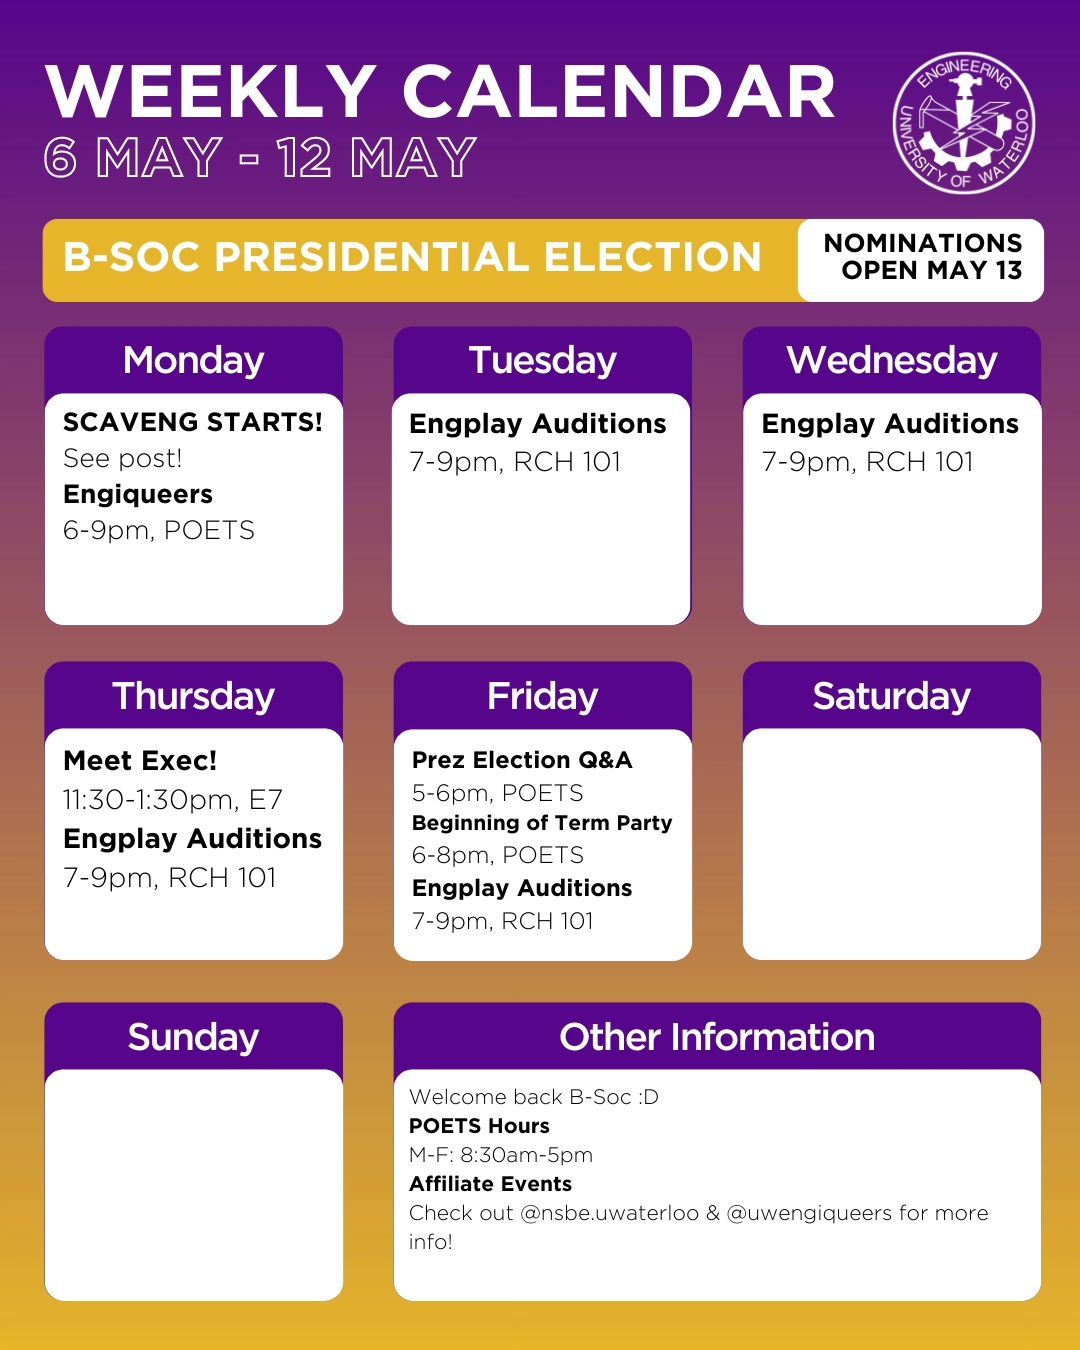 WEEKLY CALENDAR
6 MAY - 12 MAY
ENGINEERING
UNIVERSITY OF WATERLOO
B-SOC PRESIDENTIAL ELECTION
NOMINATIONS
OPEN MAY 13
Monday
SCAVENG STARTS!
See post!
Engiqueers
6-9pm, POETS
Tuesday
Engplay Auditions
7-9pm, RCH 101
Wednesday
Engplay Auditions
7-9pm, RCH 101
Thursday
Meet Exec!
11:30-1:30pm, E7
Engplay Auditions
7-9pm, RCH 101
Friday
Prez Election Q&A
5-6pm, POETS
Beginning of Term Party
6-8pm, POETS
Engplay Auditions
7-9pm, RCH 101
Saturday
Sunday
Other Information
Welcome back B-Soc :D
POETS Hours
M-F: 8:30am-5pm
Affiliate Events
Check out @nsbe.uwaterloo & @uwengiqueers for more
info!